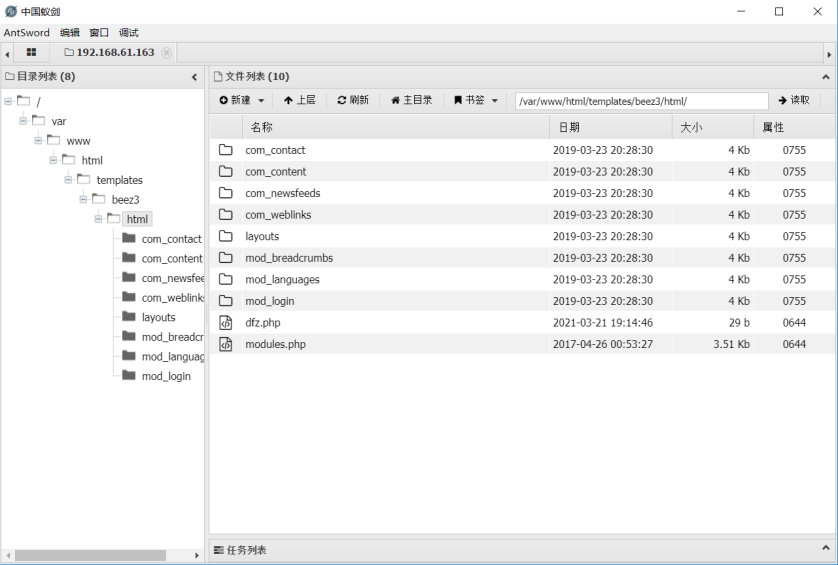 中国蚁剑
AntSword 编辑 窗口 调试
192.168.61.163
目录列表 (8)
/
var
www
html
templates
beez3
html
com_contact
com_content
com_newsfee
com_weblinks
layouts
mod_breadcr
mod_languag
mod_login
文件列表 (10)
新建 上层 刷新 主目录 书签 /var/www/html/templates/beez3/html/ 读取
名称 日期 大小 属性
com_contact 2019-03-23 20:28:30 4 Kb 0755
com_content 2019-03-23 20:28:30 4 Kb 0755
com_newsfeeds 2019-03-23 20:28:30 4 Kb 0755
com_weblinks 2019-03-23 20:28:30 4 Kb 0755
layouts 2019-03-23 20:28:30 4 Kb 0755
mod_breadcrumbs 2019-03-23 20:28:30 4 Kb 0755
mod_languages 2019-03-23 20:28:30 4 Kb 0755
mod_login 2019-03-23 20:28:30 4 Kb 0755
dfz.php 2021-03-21 19:14:46 29 b 0644
modules.php 2017-04-26 00:53:27 3.51 Kb 0644
任务列表